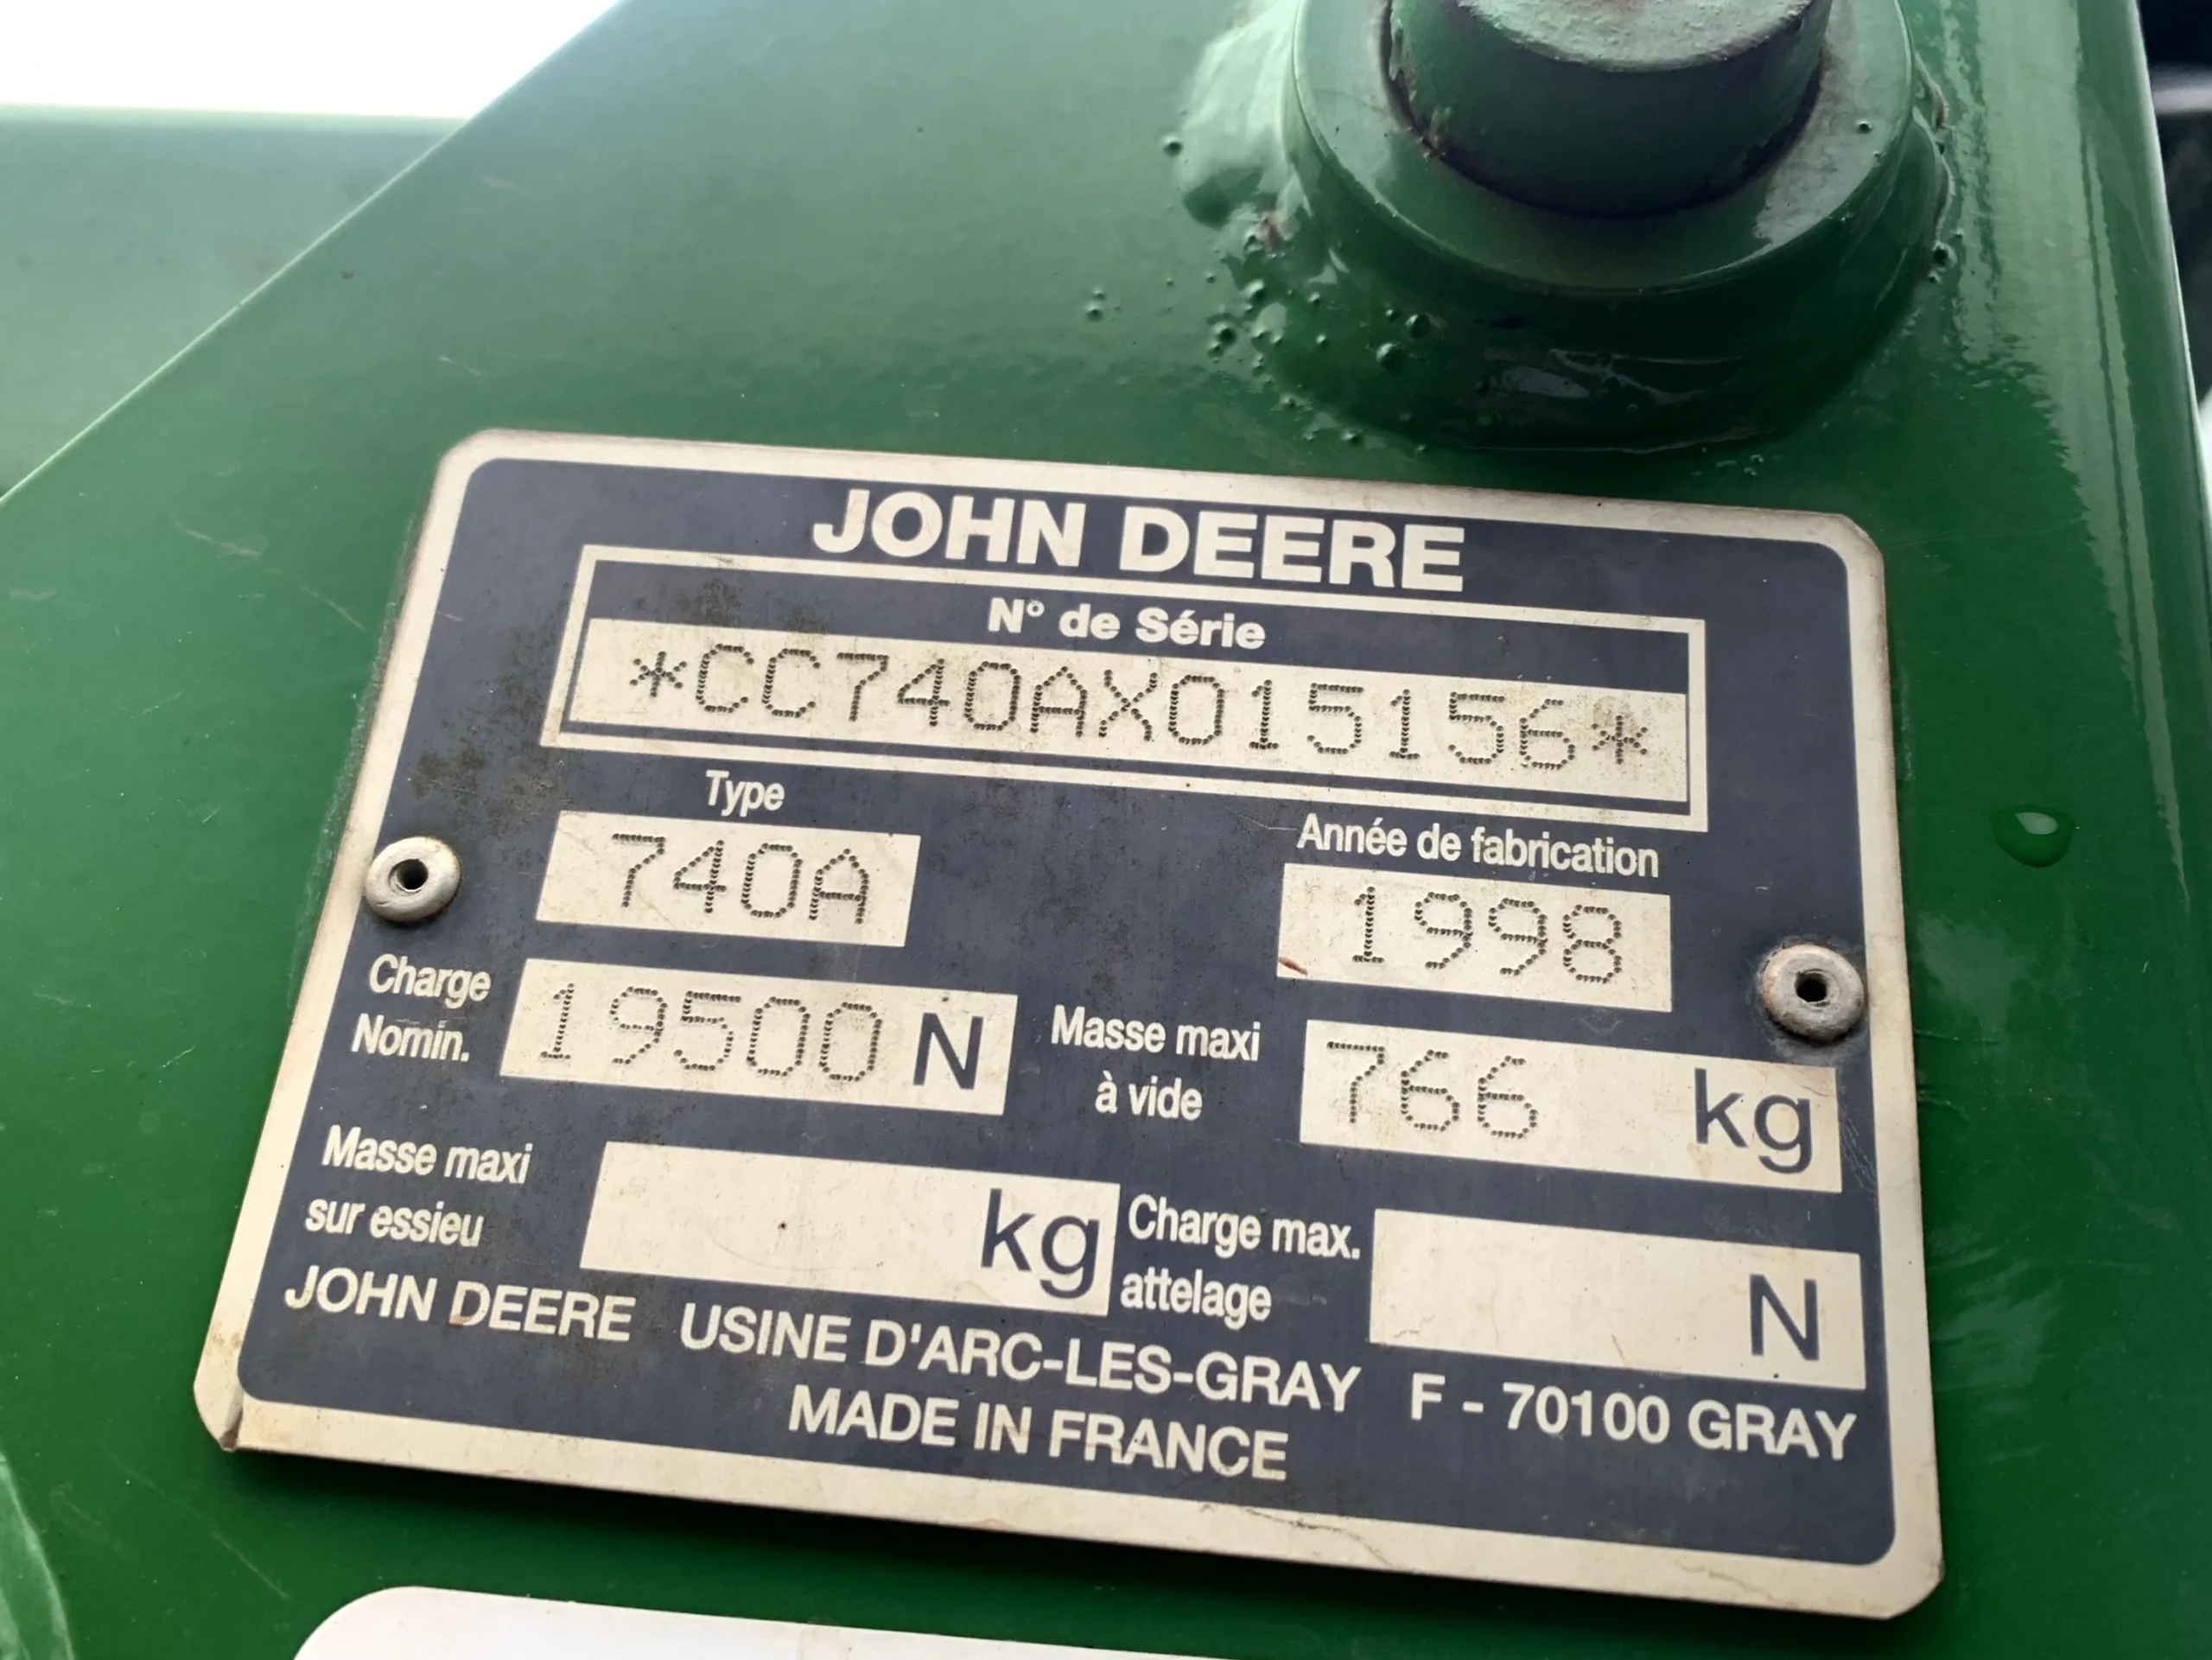 JOHN DEERE
N° de Série
*CC740AX015156*
Type
740A
Année de fabrication
1998
Charge
Nomin.
19500 N
Masse maxi
à vide
766 kg
Masse maxi
sur essieu
kg
Charge max.
attelage
N
JOHN DEERE USINE D'ARC-LES-GRAY F - 70100 GRAY
MADE IN FRANCE